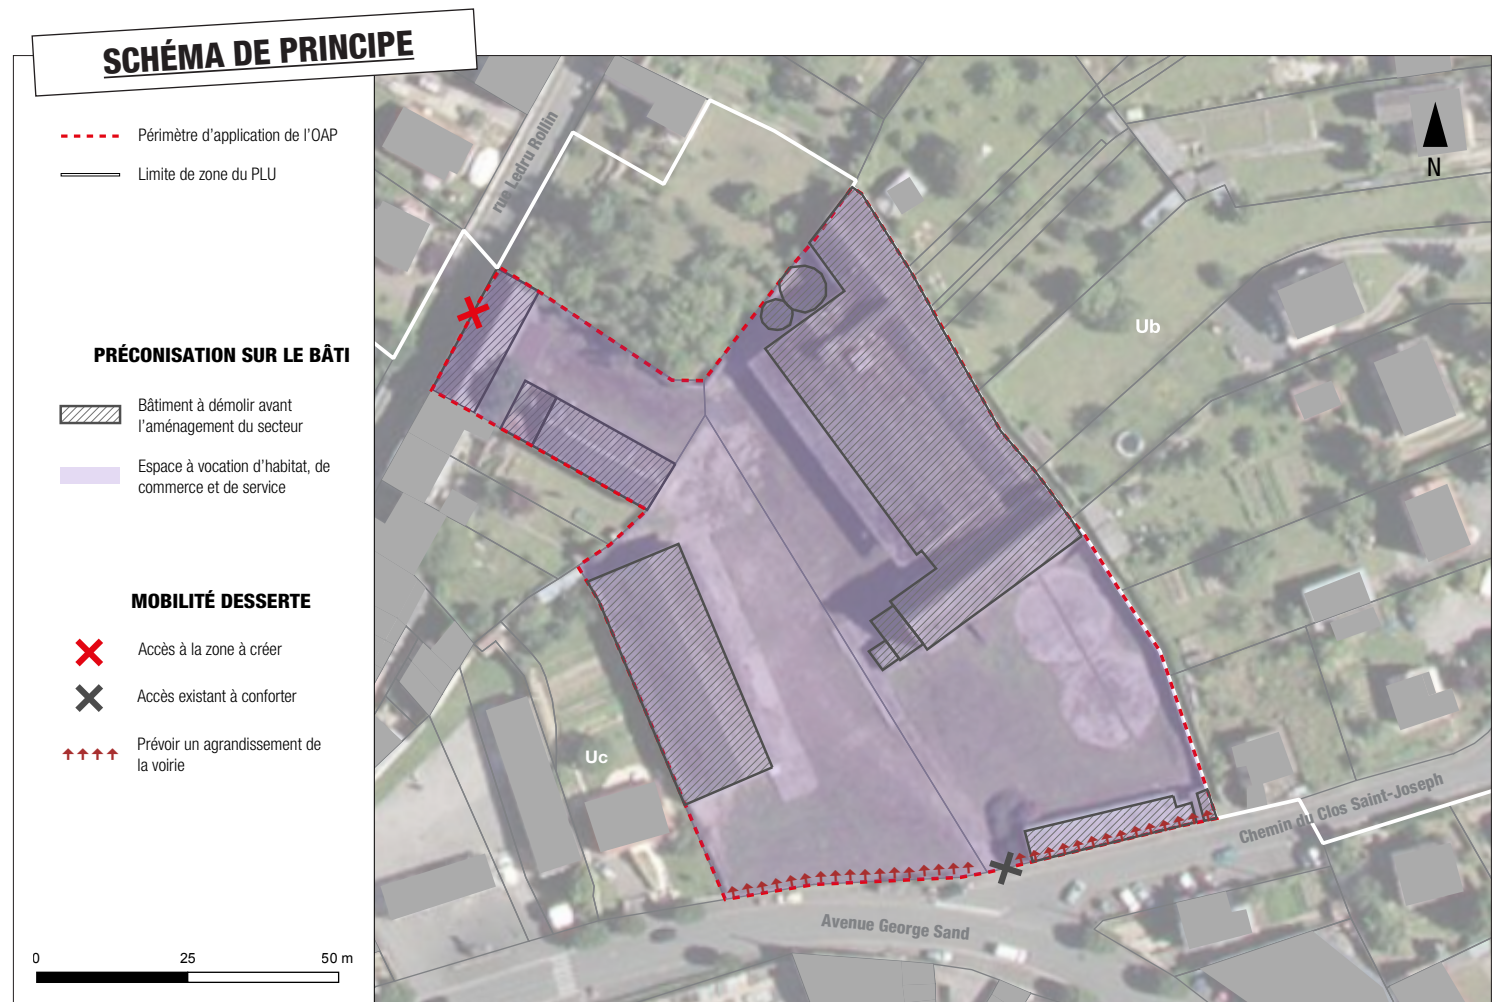 SCHÉMA DE PRINCIPE
Périmètre d'application de l'OAP
Limite de zone du PLU
PRÉCONISATION SUR LE BÂTI
Bâtiment à démolir avant
l'aménagement du secteur
Espace à vocation d'habitat, de
commerce et de service
MOBILITÉ DESSERTE
Accès à la zone à créer
Accès existant à conforter
Prévoir un agrandissement de
la voirie
0 25 50 m
rue Ledru Rollin
N
Ub
Uc
Chemin du Clos Saint-Joseph
Avenue George Sand